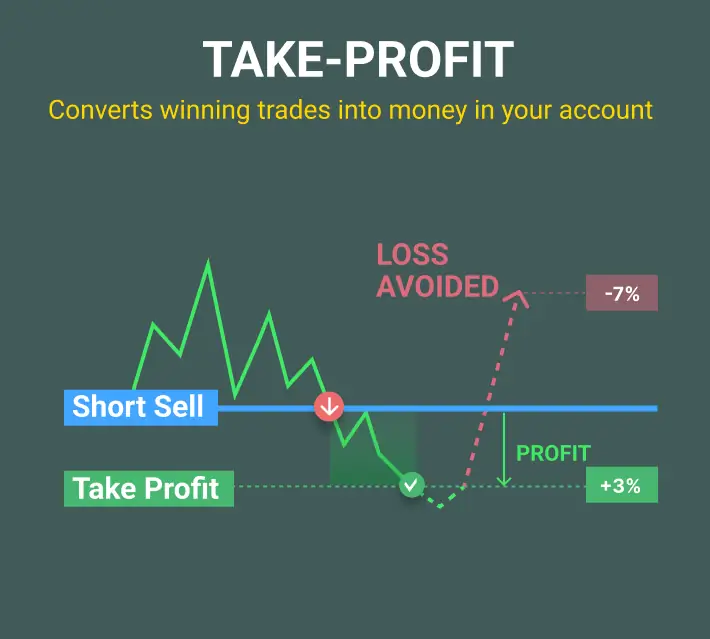 TAKE-PROFIT
Converts winning trades into money in your account
LOSS
AVOIDED
-7%
Short Sell
PROFIT
Take Profit
+3%